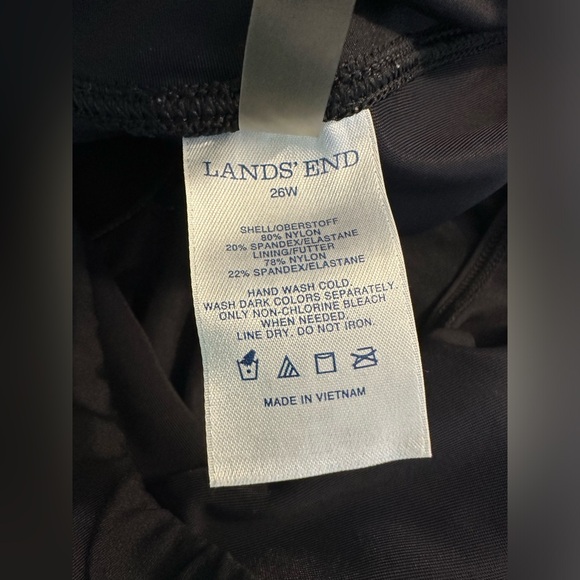 LANDS' END
26W
SHELL/OBERSTOFF
80% NYLON
20% SPANDEX/ELASTANE
LINING/FUTTER
78% NYLON
22% SPANDEX/ELASTANE
HAND WASH COLD.
WASH DARK COLORS SEPARATELY.
ONLY NON-CHLORINE BLEACH
WHEN NEEDED.
LINE DRY. DO NOT IRON.
MADE IN VIETNAM